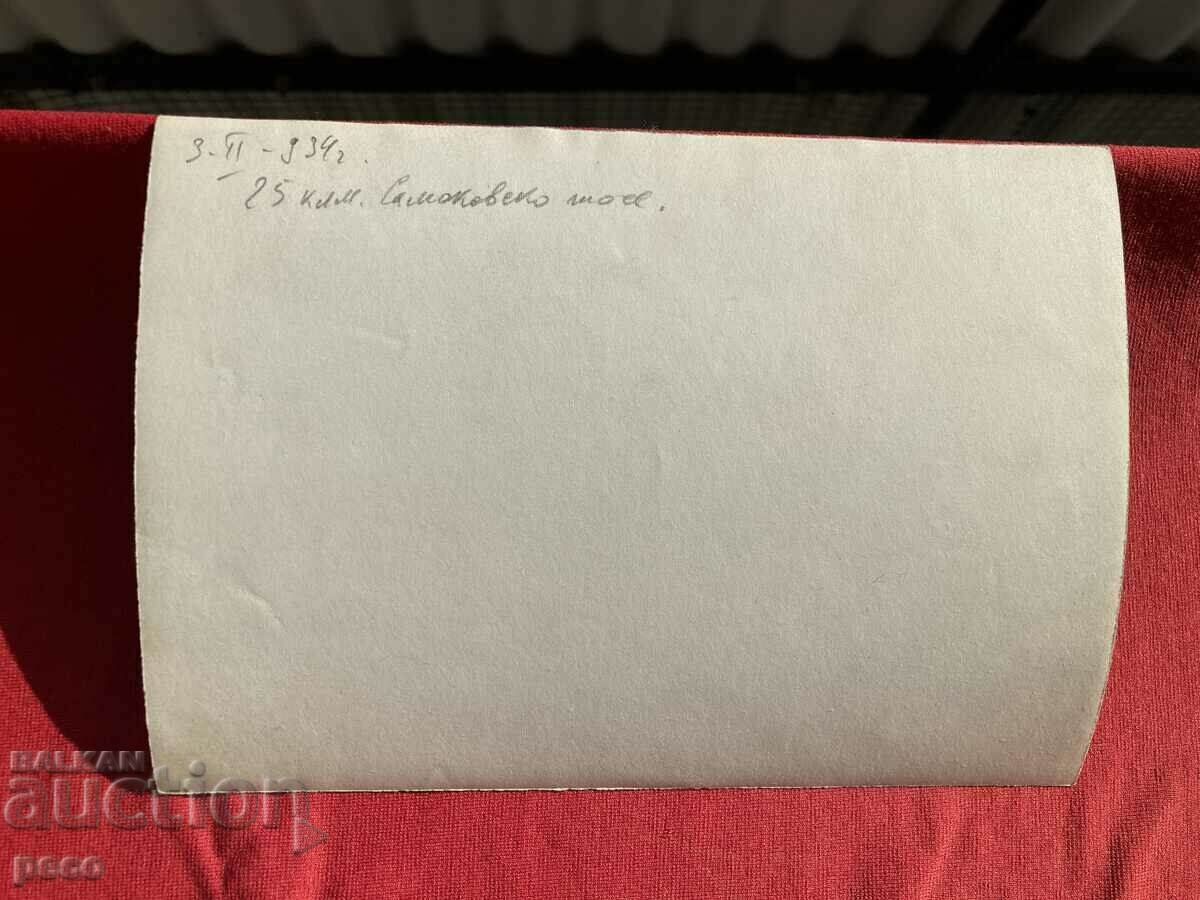 3-II-934г.
25 клм. Самоковско шосе.
BALKAN
auction
peco